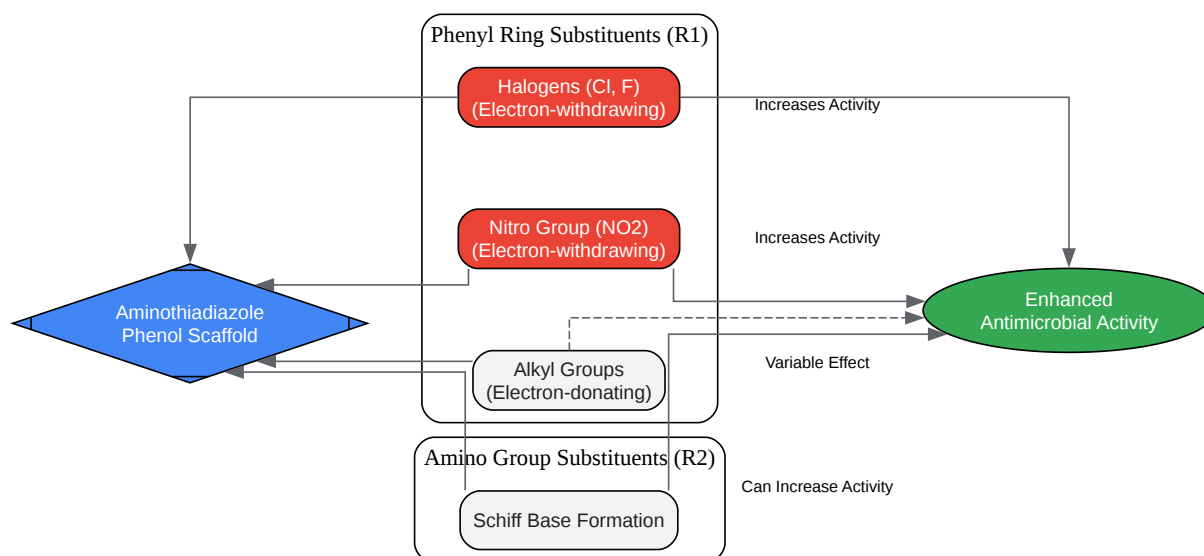 Phenyl Ring Substituents (R1)
Halogens (Cl, F)
(Electron-withdrawing)
Increases Activity
Nitro Group (NO2)
(Electron-withdrawing)
Increases Activity
Aminothiadiazole
Phenol Scaffold
Enhanced
Antimicrobial Activity
Alkyl Groups
(Electron-donating)
Variable Effect
Amino Group Substituents (R2)
Can Increase Activity
Schiff Base Formation